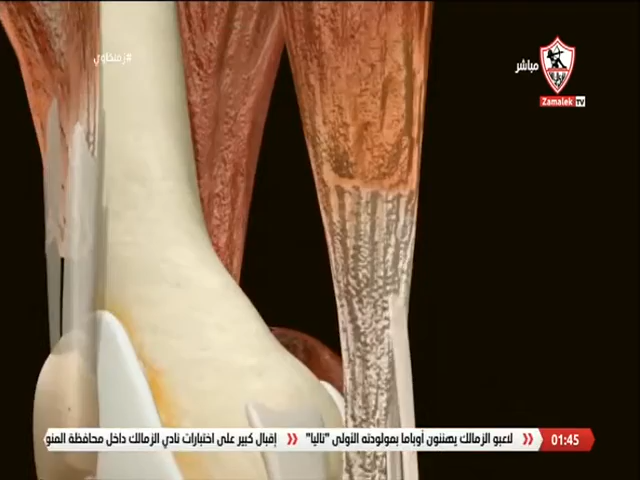 #زملكاوي
مباشر
Zamalek TV
لاعبو الزمالك يهنئون أوباما بمولودته الأولى "تاليا" إقبال كبير على اختبارات نادي الزمالك داخل محافظة المنو
01:45